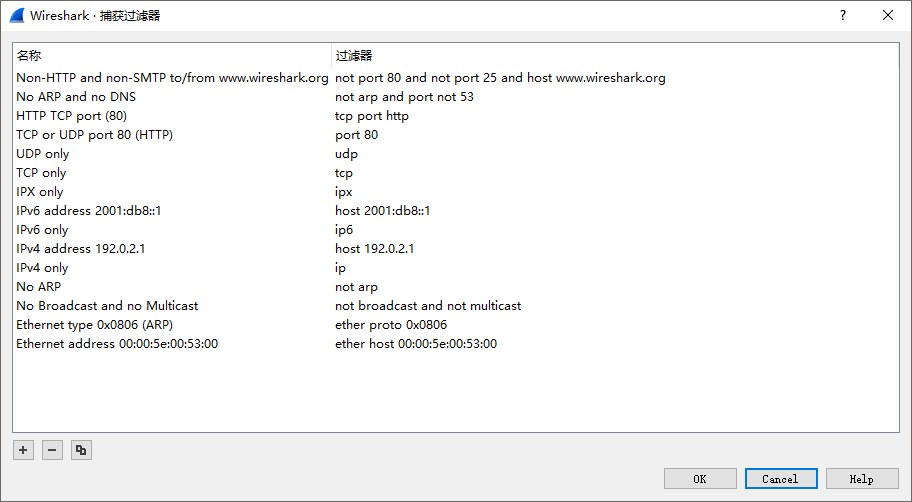 Wireshark · 捕获过滤器
?
名称 过滤器
Non-HTTP and non-SMTP to/from www.wireshark.org not port 80 and not port 25 and host www.wireshark.org
No ARP and no DNS not arp and port not 53
HTTP TCP port (80) tcp port http
TCP or UDP port 80 (HTTP) port 80
UDP only udp
TCP only tcp
IPX only ipx
IPv6 address 2001:db8::1 host 2001:db8::1
IPv6 only ip6
IPv4 address 192.0.2.1 host 192.0.2.1
IPv4 only ip
No ARP not arp
No Broadcast and no Multicast not broadcast and not multicast
Ethernet type 0x0806 (ARP) ether proto 0x0806
Ethernet address 00:00:5e:00:53:00 ether host 00:00:5e:00:53:00
OK Cancel Help